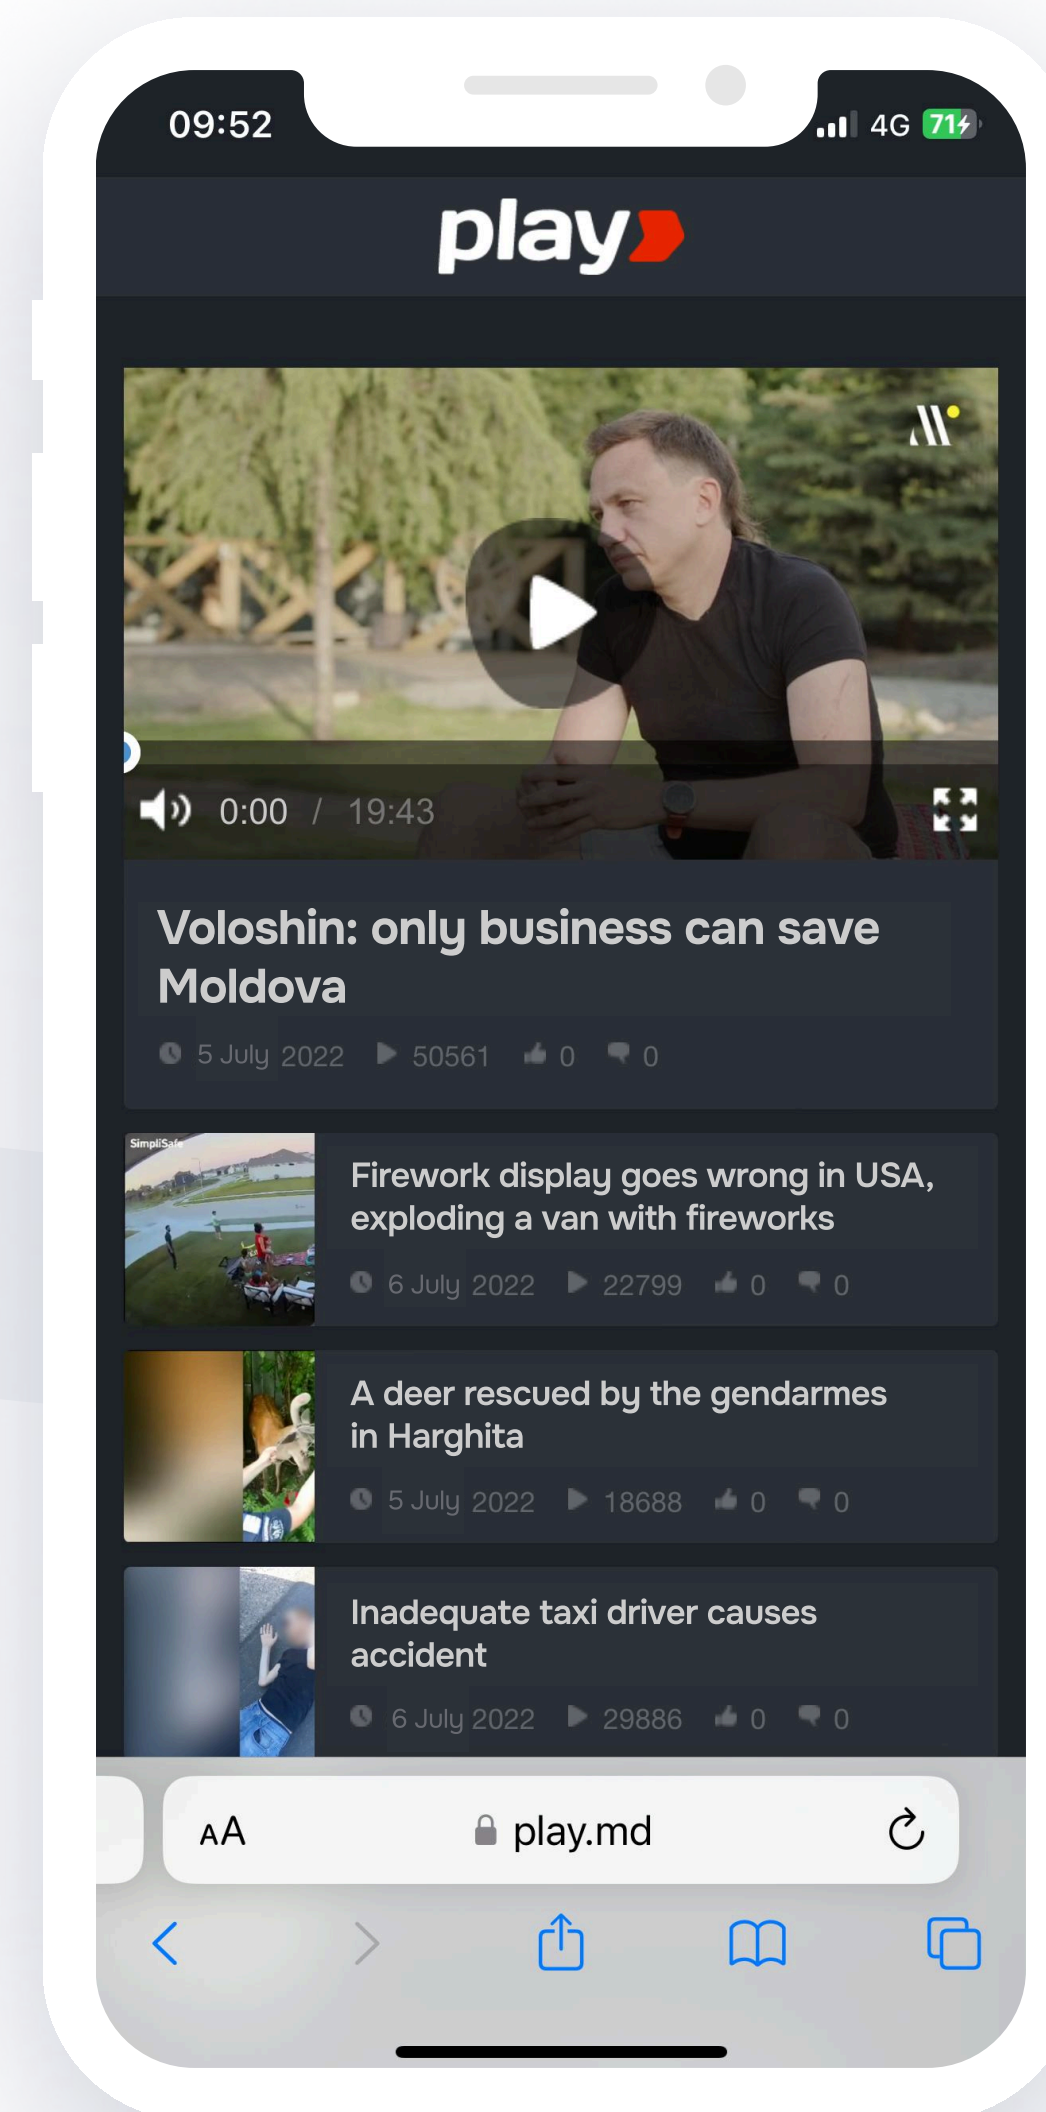 09:52
4G 71
play
0:00 / 19:43
Voloshin: only business can save
Moldova
5 July 2022 50561 0 0
SimpliSafe
Firework display goes wrong in USA,
exploding a van with fireworks
6 July 2022 22799 0 0
A deer rescued by the gendarmes
in Harghita
5 July 2022 18688 0 0
Inadequate taxi driver causes
accident
6 July 2022 29886 0 0
AA play.md